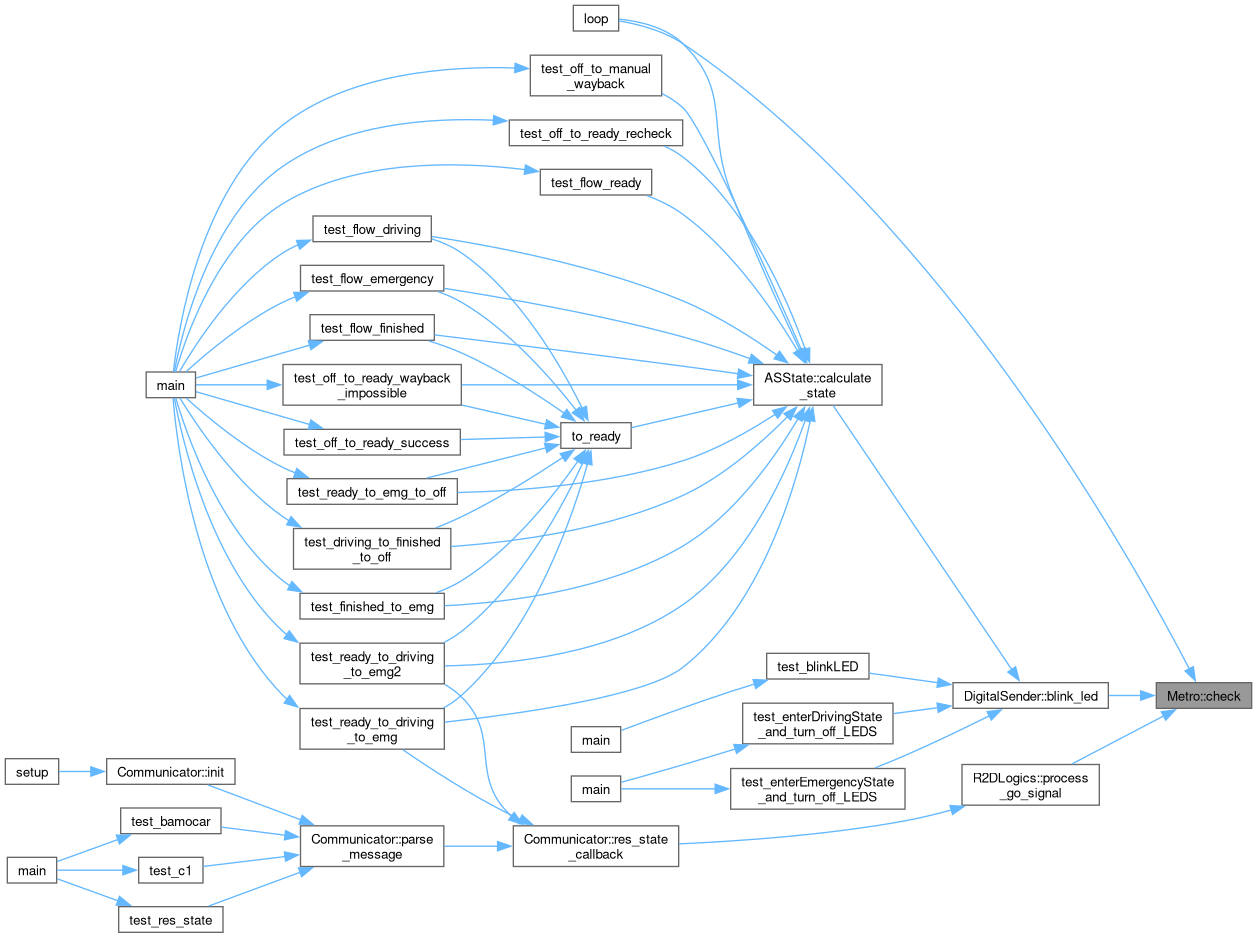 loop
test_off_to_manual
_wayback
test_off_to_ready_recheck
test_flow_ready
test_flow_driving
test_flow_emergency
test_flow_finished
main
test_off_to_ready_wayback
_impossible
ASState::calculate
_state
to_ready
test_off_to_ready_success
test_ready_to_emg_to_off
test_driving_to_finished
_to_off
test_finished_to_emg
test_ready_to_driving
_to_emg2
test_blinkLED
DigitalSender::blink_led
Metro::check
test_ready_to_driving
_to_emg
test_enterDrivingState
_and_turn_off_LEDS
main
setup
Communicator::init
main
test_enterEmergencyState
_and_turn_off_LEDS
R2DLogics::process
_go_signal
test_bamocar
Communicator::parse
_message
Communicator::res_state
_callback
main
test_c1
test_res_state